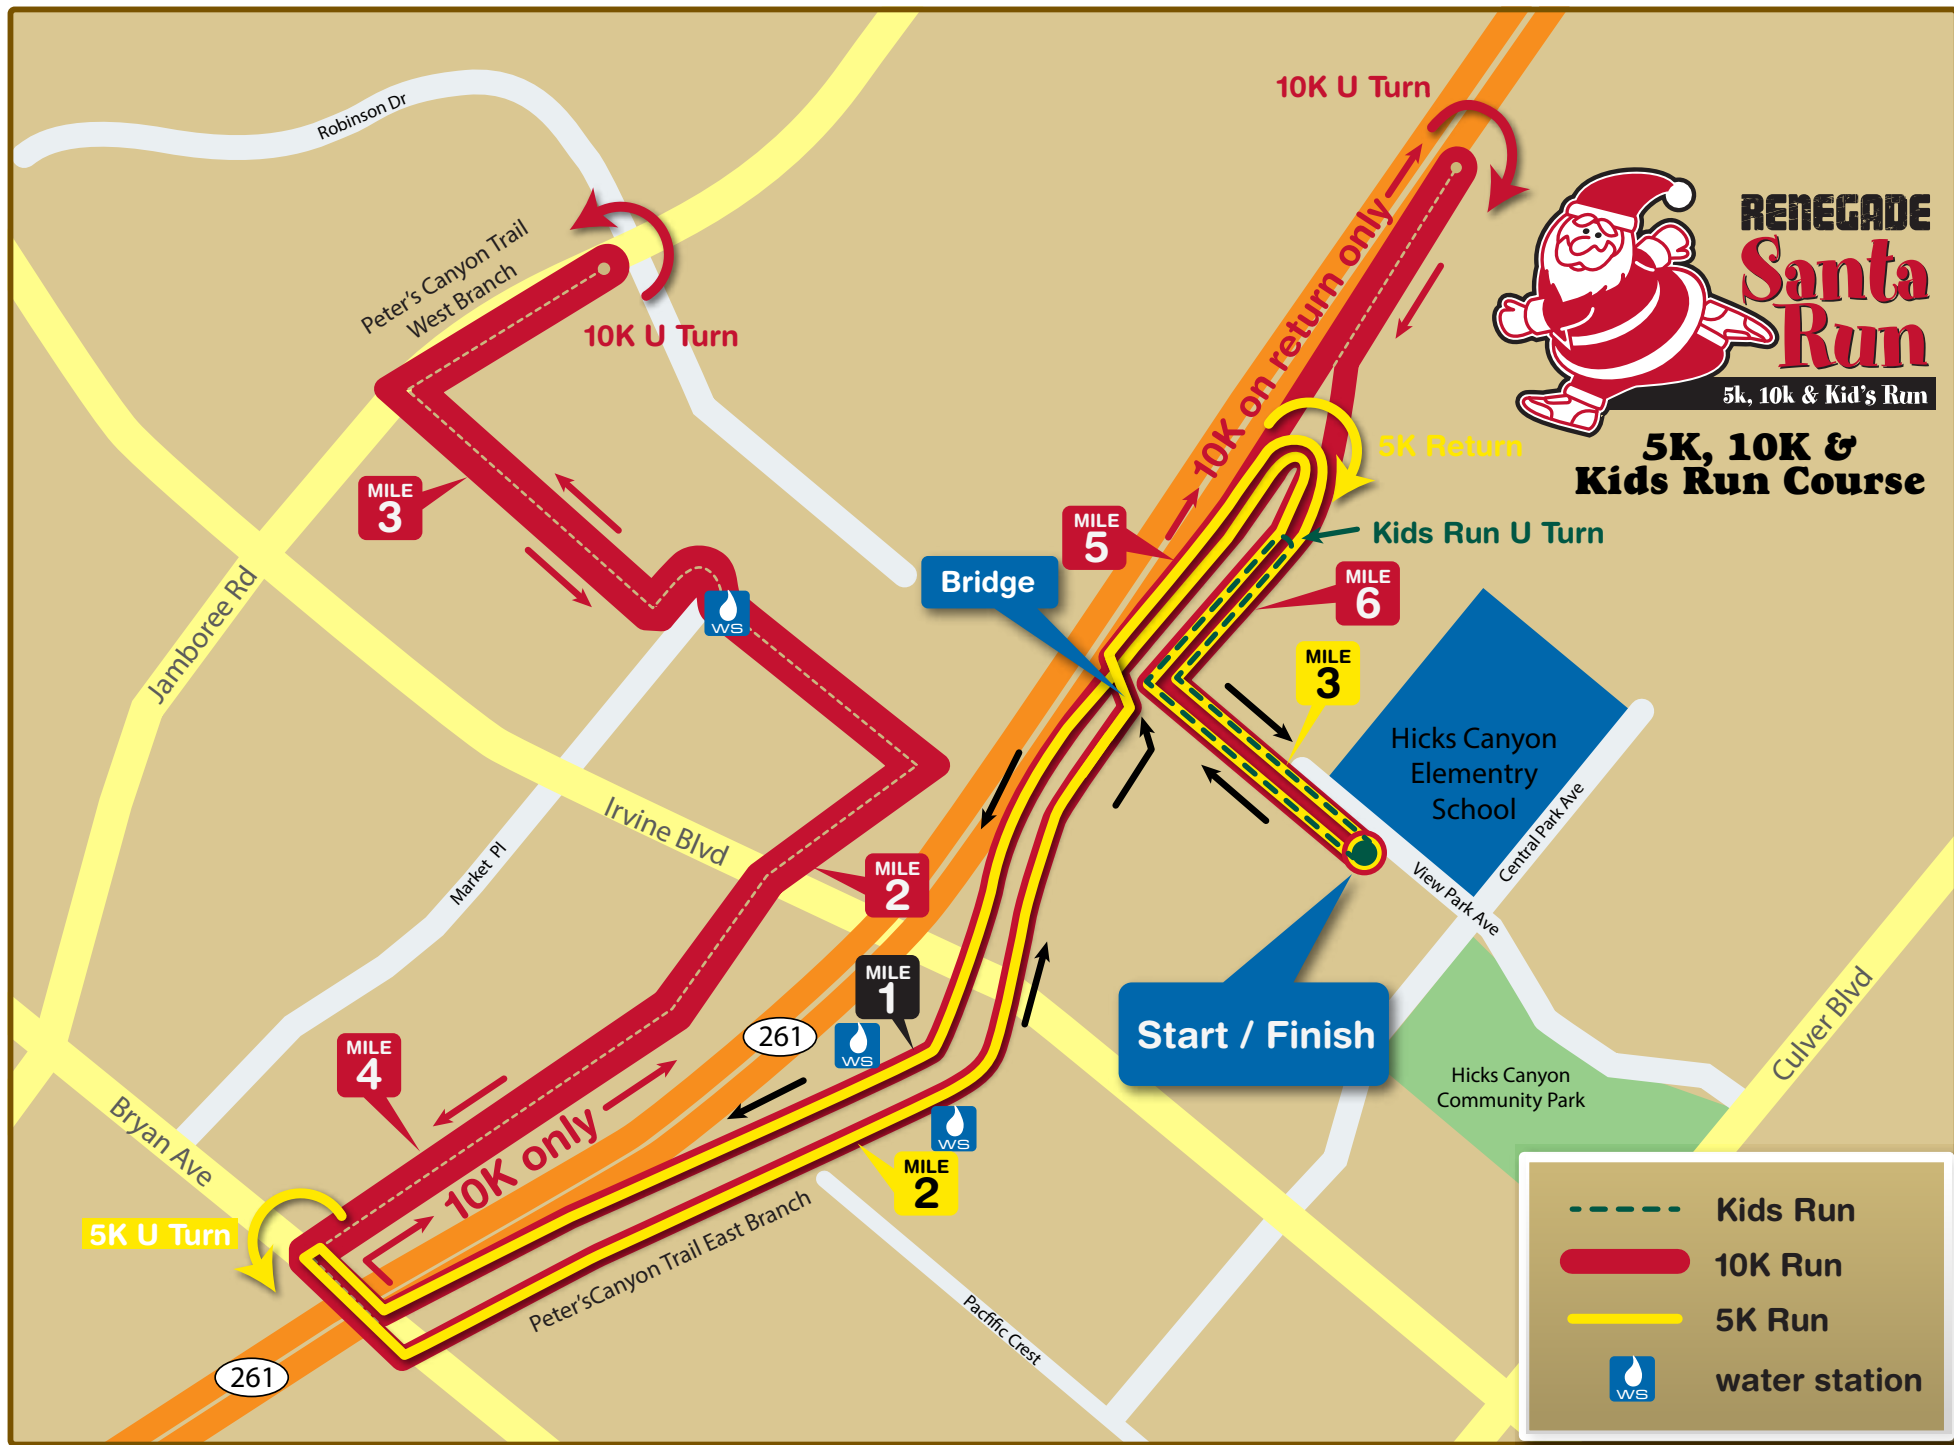 10K U Turn
Robinson Dr
RENEGADE
Santa
Run
5k, 10k & Kid's Run
5K, 10K &
Kids Run Course
Peter's Canyon Trail
West Branch
10K U Turn
10K on return only
5K Return
MILE
3
MILE
5
Kids Run U Turn
Bridge
MILE
6
WS
Jamboree Rd
MILE
3
Hicks Canyon
Elementry
School
Irvine Blvd
Market Pl
MILE
2
Central Park Ave
View Park Ave
MILE
1
261
WS
Start / Finish
Culver Blvd
MILE
4
Hicks Canyon
Community Park
Bryan Ave
10K only
WS
MILE
2
5K U Turn
Peter'sCanyon Trail East Branch
Pacfific Crest
261
Kids Run
10K Run
5K Run
WS
water station